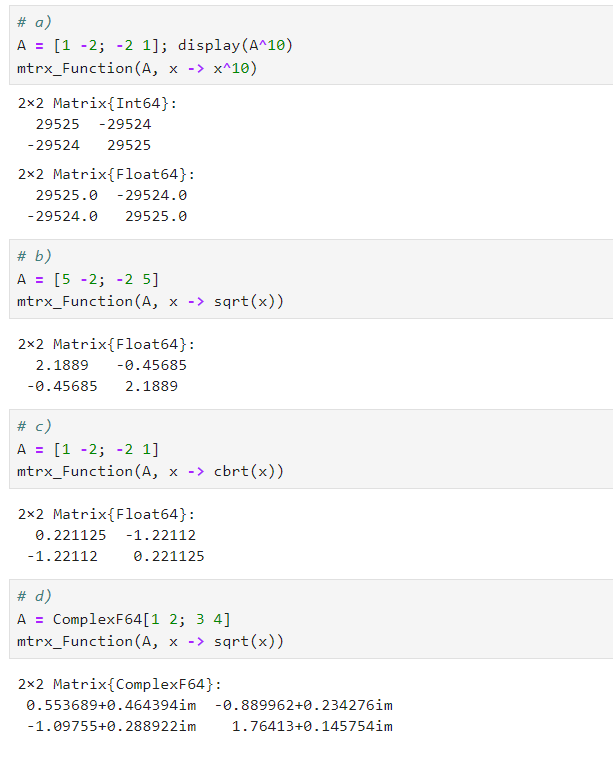 # a)
A = [1 -2; -2 1]; display(A^10)
mtrx_Function(A, x -> x^10)
2×2 Matrix{Int64}:
29525 -29524
-29524 29525
2×2 Matrix{Float64}:
29525.0 -29524.0
-29524.0 29525.0
# b)
A = [5 -2; -2 5]
mtrx_Function(A, x -> sqrt(x))
2×2 Matrix{Float64}:
2.1889 -0.45685
-0.45685 2.1889
# c)
A = [1 -2; -2 1]
mtrx_Function(A, x -> cbrt(x))
2×2 Matrix{Float64}:
0.221125 -1.22112
-1.22112 0.221125
# d)
A = ComplexF64[1 2; 3 4]
mtrx_Function(A, x -> sqrt(x))
2×2 Matrix{ComplexF64}:
0.553689+0.464394im -0.889962+0.234276im
-1.09755+0.288922im 1.76413+0.145754im